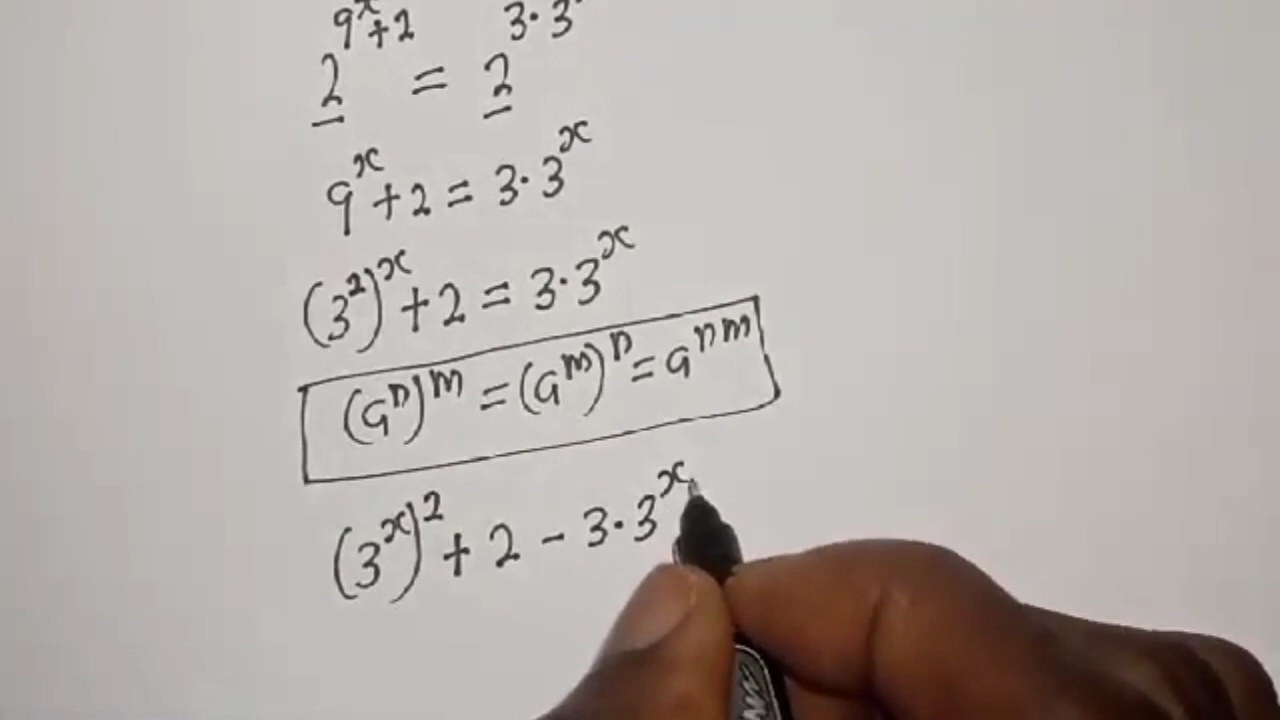 2^(9^x+2) = 2^(3·3^x)
9^x+2 = 3·3^x
(3^2)^x+2 = 3·3^x
(a^n)^m = (a^m)^n = a^(nm)
(3^x)^2 + 2 - 3·3^x